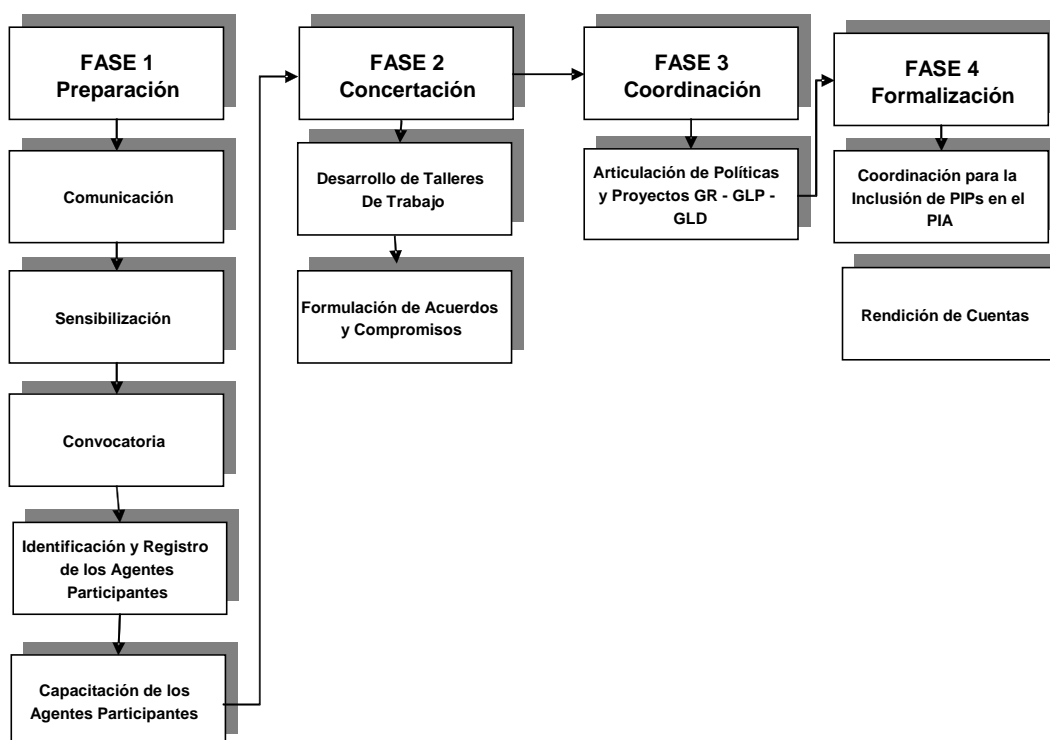 FASE 1
Preparación
Comunicación
Sensibilización
Convocatoria
Identificación y Registro
de los Agentes
Participantes
Capacitación de los
Agentes Participantes
FASE 2
Concertación
Desarrollo de Talleres
De Trabajo
Formulación de Acuerdos
y Compromisos
FASE 3
Coordinación
Articulación de Políticas
y Proyectos GR - GLP -
GLD
FASE 4
Formalización
Coordinación para la
Inclusión de PIPs en el
PIA
Rendición de Cuentas